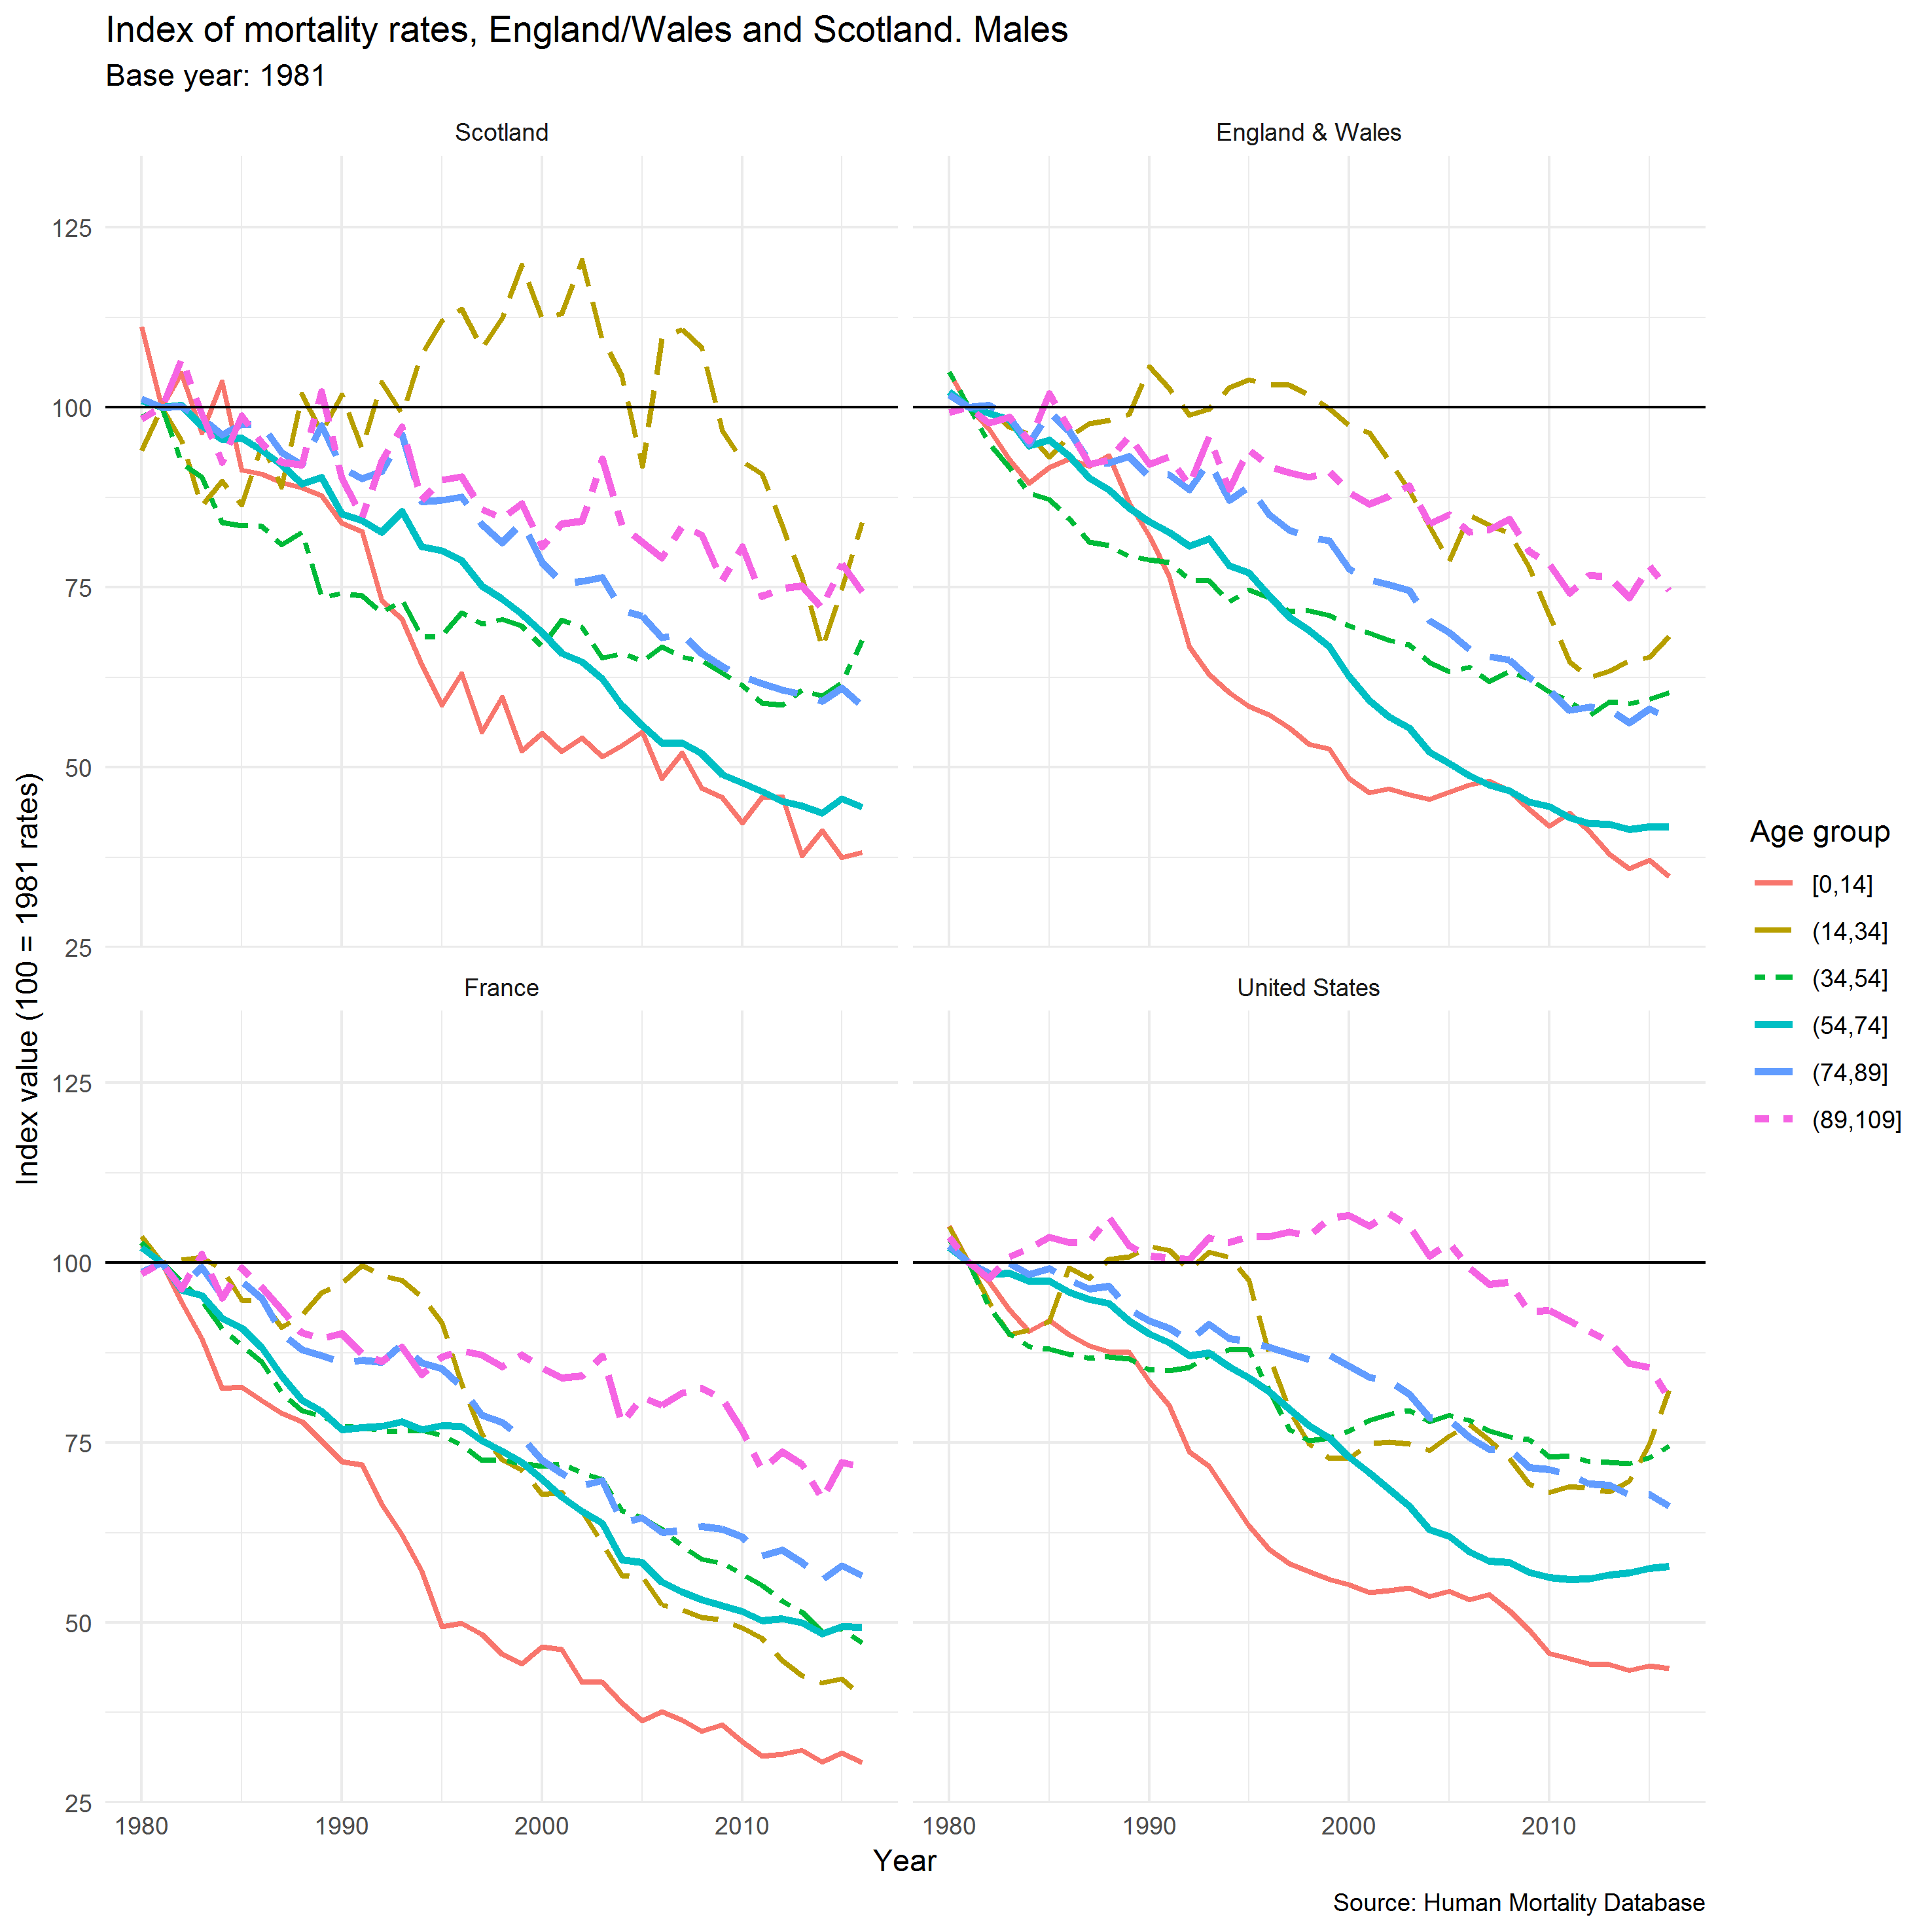 Index of mortality rates, England/Wales and Scotland. Males
Base year: 1981
Scotland
England & Wales
125
100
75
50
25
France
United States
125
100
75
50
25
1980
1990
2000
2010
1980
1990
2000
2010
Year
Index value (100 = 1981 rates)
Age group
[0,14]
(14,34]
(34,54]
(54,74]
(74,89]
(89,109]
Source: Human Mortality Database